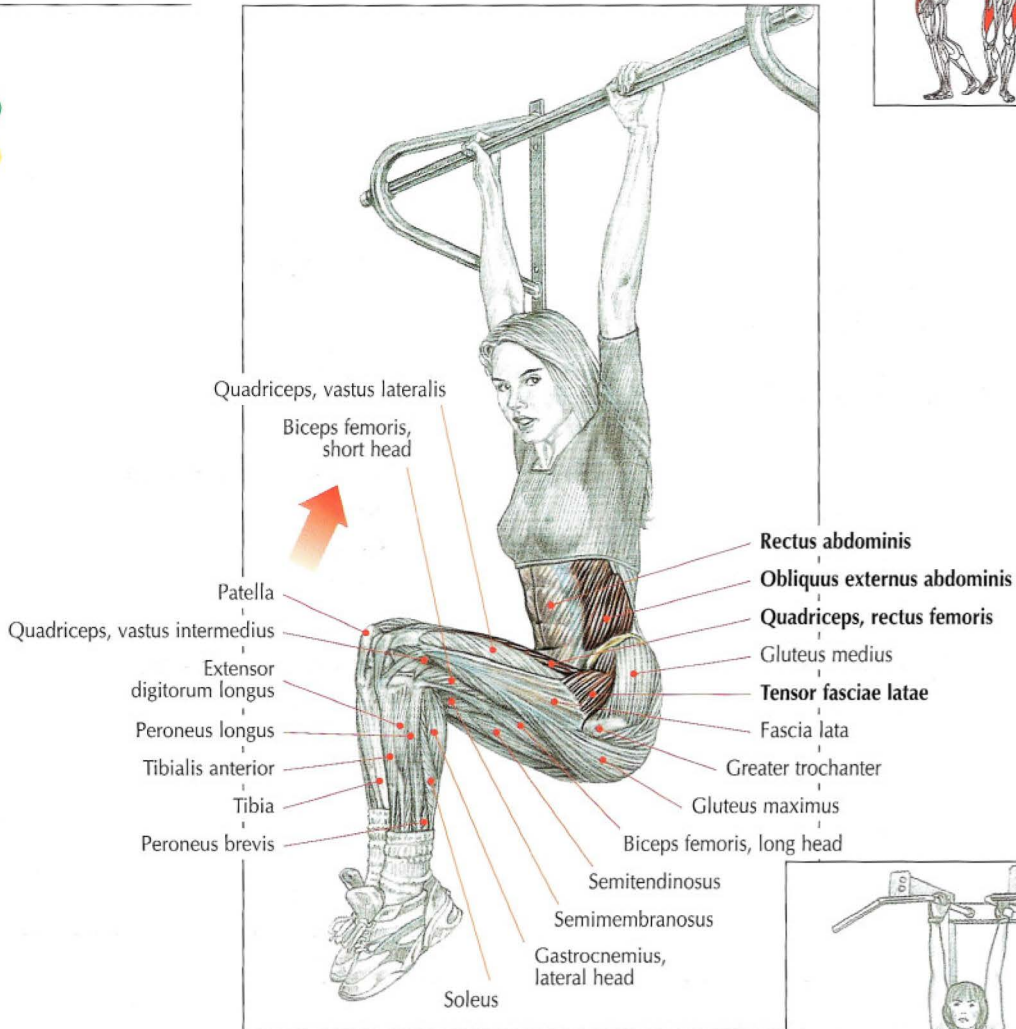 Quadriceps, vastus lateralis
Biceps femoris,
short head
Patella
Quadriceps, vastus intermedius
Extensor
digitorum longus
Peroneus longus
Tibialis anterior
Tibia
Peroneus brevis
Rectus abdominis
Obliquus externus abdominis
Quadriceps, rectus femoris
Gluteus medius
Tensor fasciae latae
Fascia lata
Greater trochanter
Gluteus maximus
Biceps femoris, long head
Semitendinosus
Semimembranosus
Gastrocnemius,
lateral head
Soleus